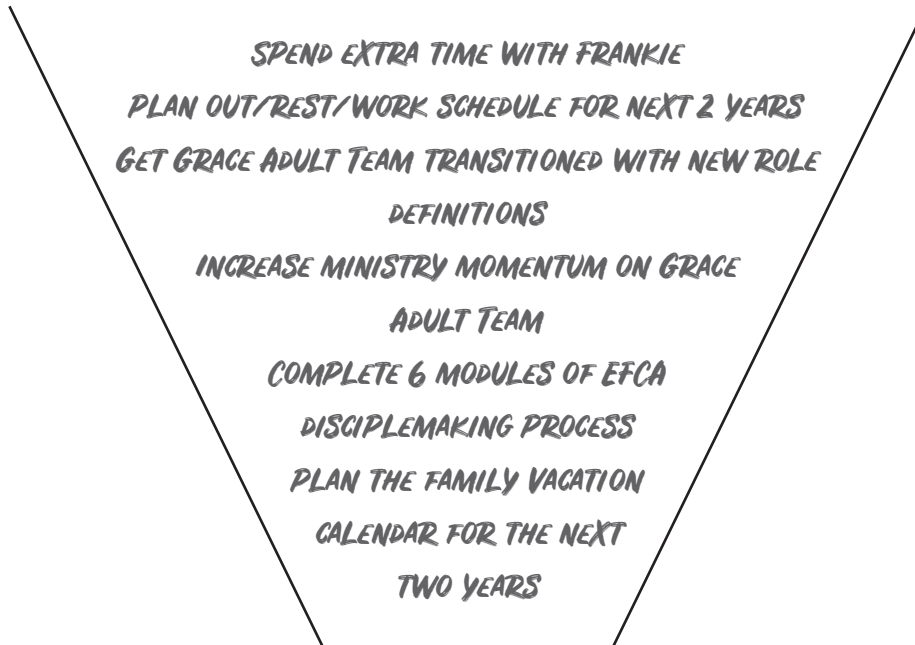 Spend extra time with Frankie
Plan out/rest/work schedule for next 2 years
Get Grace Adult Team transitioned with new role
definitions
Increase ministry momentum on Grace
Adult Team
Complete 6 modules of EFCA
disciplemaking process
Plan the family vacation
calendar for the next
two years